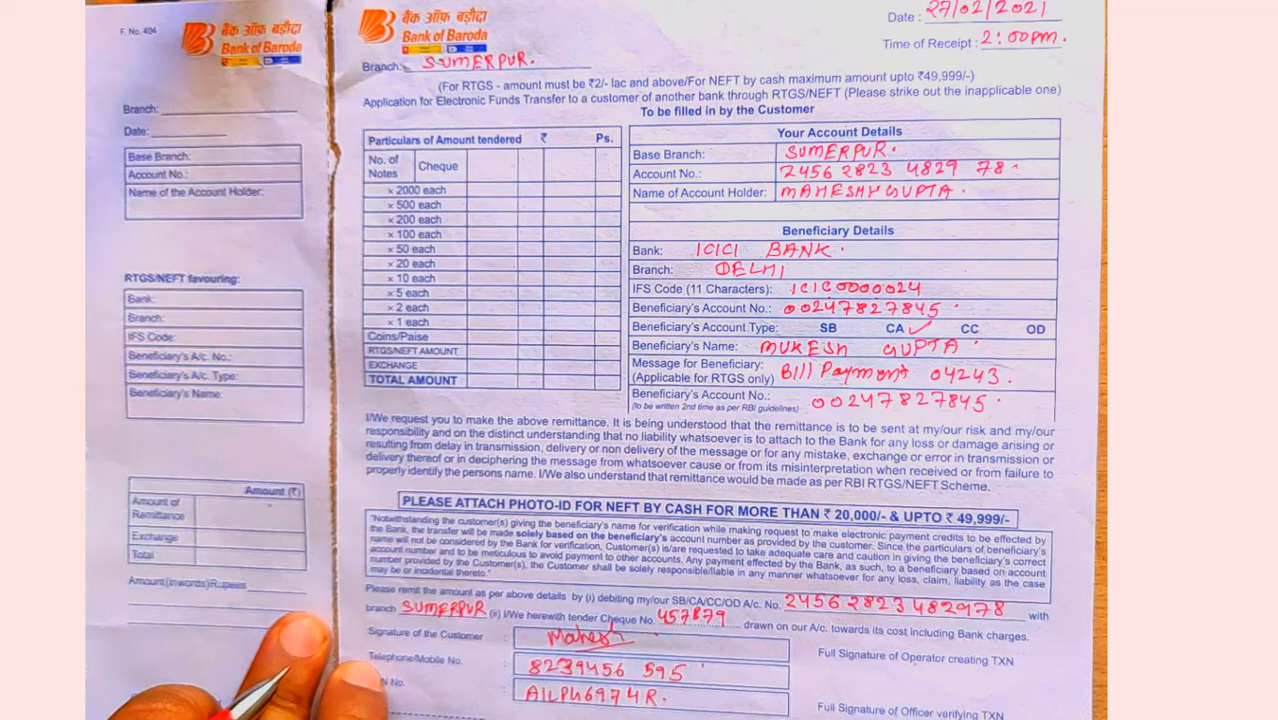 F. No. 404
बैंक ऑफ़ बड़ौदा
Bank of Baroda
Branch:
Date:
Base Branch:
Account No.:
Name of the Account Holder:
RTGS/NEFT favouring:
Bank:
Branch:
IFS Code:
Beneficiary's A/c. No.:
Beneficiary's A/c. Type:
Beneficiary's Name:
Amount (₹)
Amount of
Remittance
Exchange
Total
Amount(inwords)Rupees
बैंक ऑफ़ बड़ौदा
Bank of Baroda
Date : 27/02/2021
Time of Receipt : 2:00pm.
Branch: SUMERPUR.
(For RTGS - amount must be ₹2/- lac and above/For NEFT by cash maximum amount upto ₹49,999/-)
Application for Electronic Funds Transfer to a customer of another bank through RTGS/NEFT (Please strike out the inapplicable one)
To be filled in by the Customer
Particulars of Amount tendered ₹ Ps.
No. of
Notes Cheque
x 2000 each
x 500 each
x 200 each
x 100 each
x 50 each
x 20 each
x 10 each
x 5 each
x 2 each
x 1 each
Coins/Paise
RTGS/NEFT AMOUNT
EXCHANGE
TOTAL AMOUNT
Your Account Details
Base Branch: SUMERPUR.
Account No.: 2456 2823 4829 78.
Name of Account Holder: MAHESHY GUPTA.
Beneficiary Details
Bank: ICICI BANK.
Branch: DELHI
IFS Code (11 Characters): ICIC0000024
Beneficiary's Account No.: 00247827845
Beneficiary's Account Type: SB CA ✓ CC OD
Beneficiary's Name: MUKESH GUPTA
Message for Beneficiary:
(Applicable for RTGS only) Bill Payment 04243.
Beneficiary's Account No.:
(to be written 2nd time as per RBI guidelines) 00247827845.
I/We request you to make the above remittance. It is being understood that the remittance is to be sent at my/our risk and my/our
responsibility and on the distinct understanding that no liability whatsoever is to attach to the Bank for any loss or damage arising or
resulting from delay in transmission, delivery or non delivery of the message or for any mistake, exchange or error in transmission or
delivery thereof or in deciphering the message from whatsoever cause or from its misinterpretation when received or from failure to
properly identify the persons name. I/We also understand that remittance would be made as per RBI RTGS/NEFT Scheme.
PLEASE ATTACH PHOTO-ID FOR NEFT BY CASH FOR MORE THAN ₹ 20,000/- & UPTO ₹ 49,999/-
"Notwithstanding the customer(s) giving the beneficiary's name for verification while making request to make electronic payment credits to be effected by
the Bank, the transfer will be made solely based on the beneficiary's account number as provided by the customer. Since the particulars of beneficiary's
name will not be considered by the Bank for verification, Customer(s) is/are requested to take adequate care and caution in giving the beneficiary's correct
account number and to be meticulous to avoid payment to other accounts. Any payment effected by the Bank, as such, to a beneficiary based on account
number provided by the Customer(s), the Customer shall be solely responsible/liable in any manner whatsoever for any loss, claim, liability as the case
may be or incidental thereto."
Please remit the amount as per above details by (i) debiting my/our SB/CA/CC/OD A/c. No. 24562823482978 with
branch SUMERPUR (ii) I/We herewith tender Cheque No. 457879 drawn on our A/c. towards its cost including Bank charges.
Signature of the Customer : Mahesh
Full Signature of Operator creating TXN
Telephone/Mobile No. : 8239456 595
N No. : AILPH6974R.
Full Signature of Officer verifying TXN